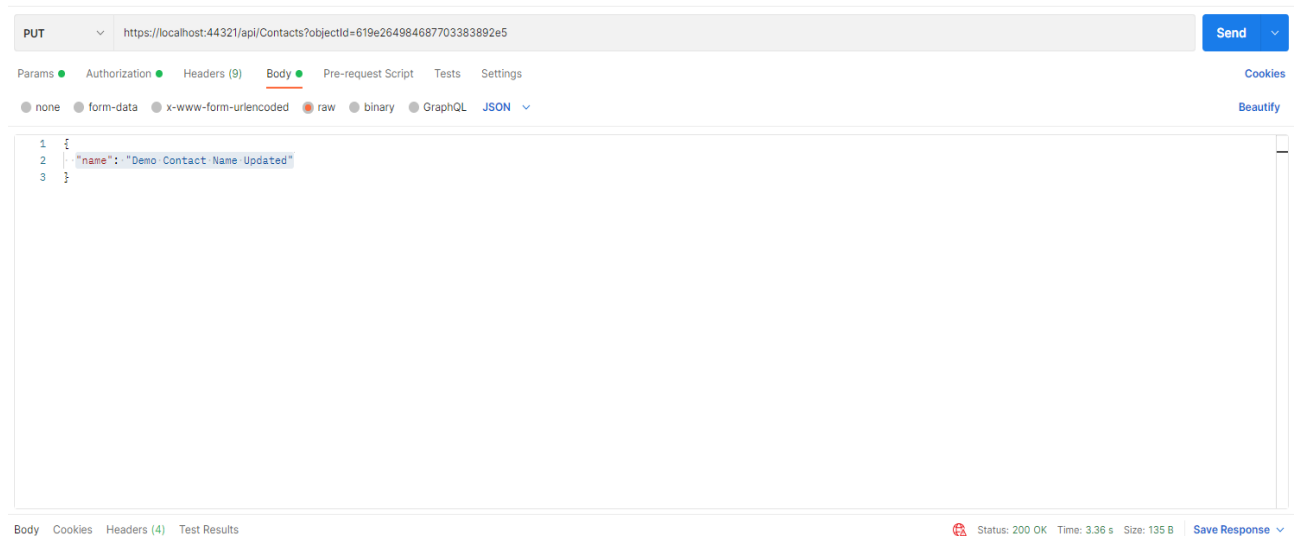 PUT https://localhost:44321/api/Contacts?objectId=619e264984687703383892e5 Send
Params Authorization Headers (9) Body Pre-request Script Tests Settings Cookies
none form-data x-www-form-urlencoded raw binary GraphQL JSON Beautify
1 {
2 "name": "Demo Contact Name Updated"
3 }
Body Cookies Headers (4) Test Results Status: 200 OK Time: 3.36 s Size: 135 B Save Response